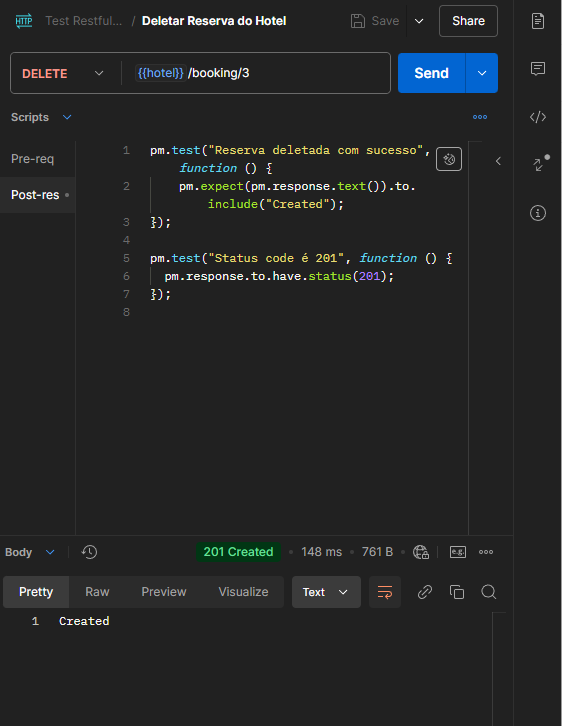 HTTP Test Restful... / Deletar Reserva do Hotel Save Share
DELETE {{hotel}}/booking/3 Send
Scripts
Pre-req
Post-res
1 pm.test("Reserva deletada com sucesso",
function () {
2 pm.expect(pm.response.text()).to.
include("Created");
3 });
4
5 pm.test("Status code é 201", function () {
6 pm.response.to.have.status(201);
7 });
8
Body 201 Created • 148 ms • 761 B • e.g.
Pretty Raw Preview Visualize Text
1 Created